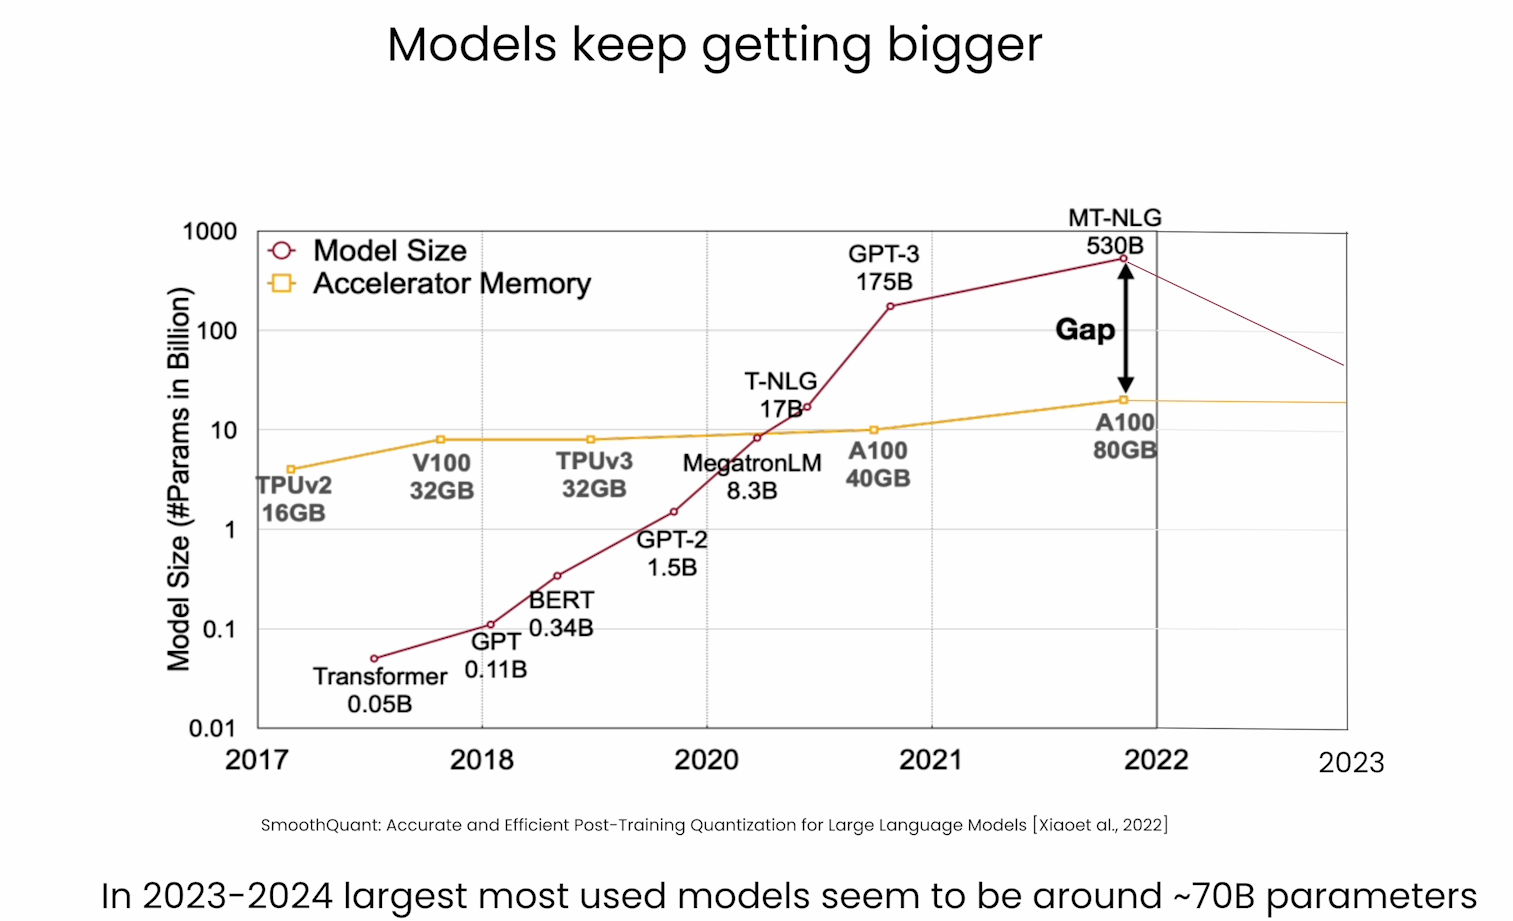 Models keep getting bigger
Model Size (#Params in Billion)
1000
100
10
1
0.1
0.01
Model Size
Accelerator Memory
MT-NLG
530B
GPT-3
175B
Gap
T-NLG
17B
A100
80GB
A100
40GB
MegatronLM
8.3B
TPUv3
32GB
V100
32GB
TPUv2
16GB
GPT-2
1.5B
BERT
0.34B
GPT
0.11B
Transformer
0.05B
2017
2018
2020
2021
2022
2023
SmoothQuant: Accurate and Efficient Post-Training Quantization for Large Language Models [Xiaoet al., 2022]
In 2023-2024 largest most used models seem to be around ~70B parameters